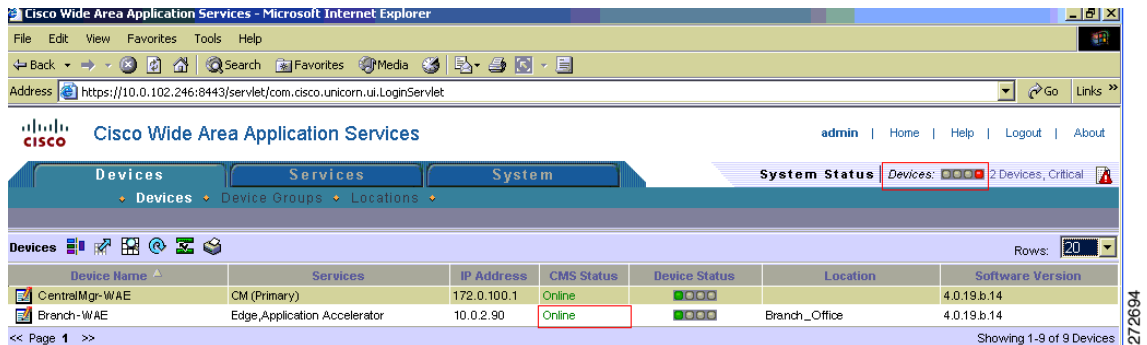 Cisco Wide Area Application Services - Microsoft Internet Explorer
File Edit View Favorites Tools Help
Back Search Favorites Media
Address https://10.0.102.246:8443/servlet/com.cisco.unicorn.ui.LoginServlet Go Links »
CISCO Cisco Wide Area Application Services admin | Home | Help | Logout | About
Devices Services System System Status Devices: 2 Devices, Critical
Devices Device Groups Locations
Devices Rows: 20
Device Name Services IP Address CMS Status Device Status Location Software Version
CentralMgr-WAE CM (Primary) 172.0.100.1 Online 4.0.19.b.14
Branch-WAE Edge,Application Accelerator 10.0.2.90 Online Branch_Office 4.0.19.b.14
<< Page 1 >> Showing 1-9 of 9 Devices
272694